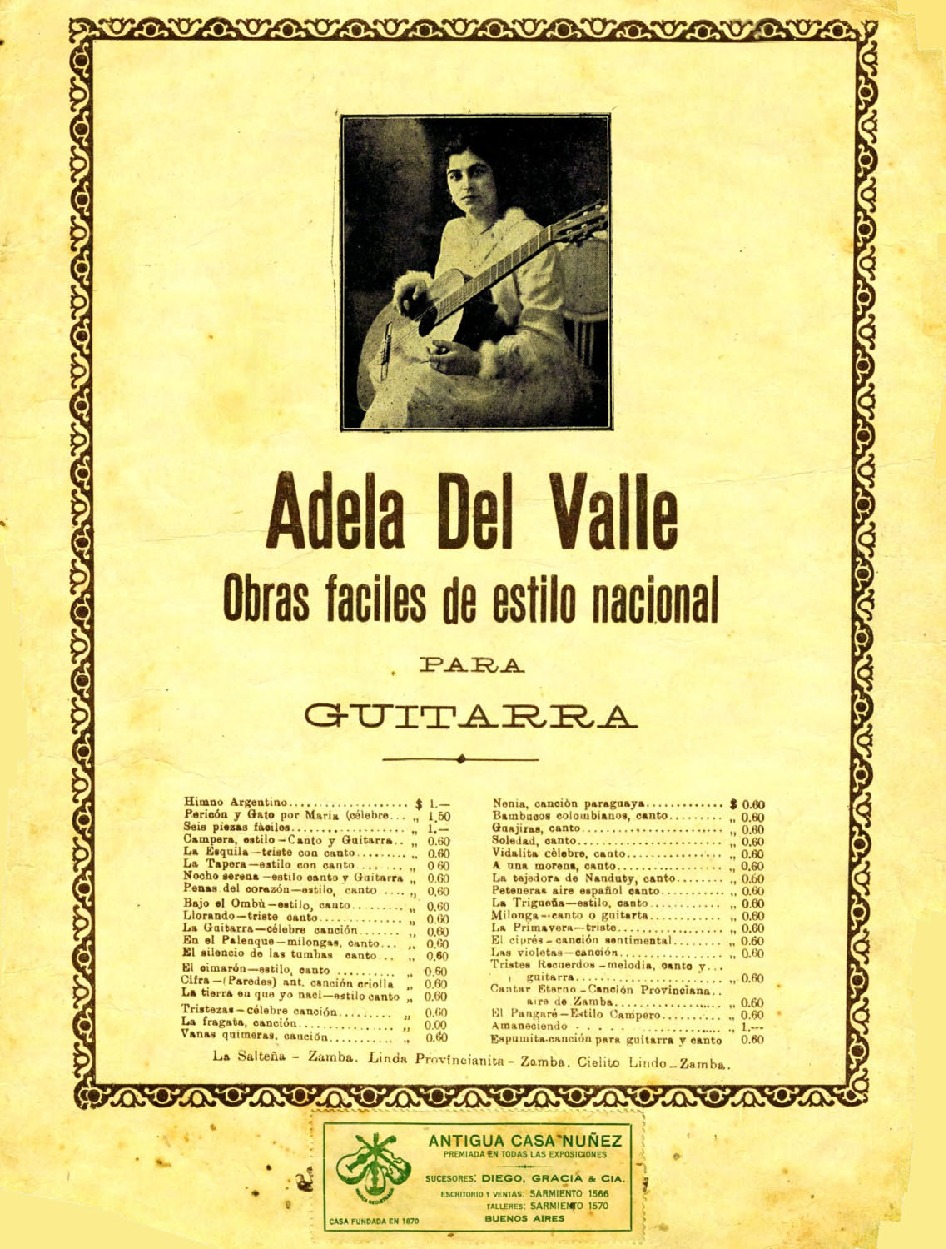 Adela Del Valle
Obras faciles de estilo nacional
PARA
GUITARRA
Himno Argentino.................. $ 1.—
Pericón y Gato por Maria (célebre... „ 1,50
Seis piezas fáciles................ „ 1.—
Campera, estilo—Canto y Guitarra.. „ 0.60
La Esquila—triste con canto........ „ 0.60
La Tapera—estilo con canto ....... „ 0.60
Noche serena—estilo canto y Guitarra „ 0.60
Penas del corazón—estilo, canto .... „ 0,60
Bajo el Ombù—estilo, canto........ „ 0.60
Llorando—triste canto............. „ 0.60
La Guitarra—célebre canción....... „ 0,60
En el Palenque—milongas, canto... „ 0,60
El silencio de las tumbas canto .. „ 0,60
El cimarón—estilo, canto ......... „ 0.60
Cifra—(Paredes) ant. canción criolla „ 0.60
La tierra en que yo naci—estilo canto „ 0.60
Tristezas—célebre canción......... „ 0.60
La fragata, canción............... „ 0.00
Vanas quimeras, canción........... „ 0.60
Nenia, canción paraguaya............ $ 0.60
Bambucos colombianos, canto......... „ 0.60
Guajiras, canto..................... „ 0.60
Soledad, canto...................... „ 0.60
Vidalita cèlebre, canto............. „ 0.60
A una morena, canto................. „ 0.60
La tejedora de Nanduty, canto....... „ 0.60
Peteneras aire español canto........ „ 0.60
La Trigueña—estilo, canto........... „ 0.60
Milonga—canto o guitarta............ „ 0.60
La Primavera—triste................. „ 0.60
El ciprés—canción sentimental....... „ 0.60
Las violetas—canción................ „ 0.60
Tristes Recuerdos—melodia, canto y...
guitarra........................ „ 0.60
Cantar Eterno—Canción Provinciana..
aire de Zamba................... „ 0.60
El Pangaré—Estilo Campero......... „ 0.60
Amaneciendo ....................... „ 1.—
Espumita-canción para guitarra y canto 0.60
La Salteña - Zamba. Linda Provincianita - Zamba. Cielito Lindo - Zamba.
ANTIGUA CASA NUÑEZ
PREMIADA EN TODAS LAS EXPOSICIONES
SUCESORES: DIEGO, GRACIA & CIA.
ESCRITORIO Y VENTAS: SARMIENTO 1566
TALLERES: SARMIENTO 1570
CASA FUNDADA EN 1870
BUENOS AIRES